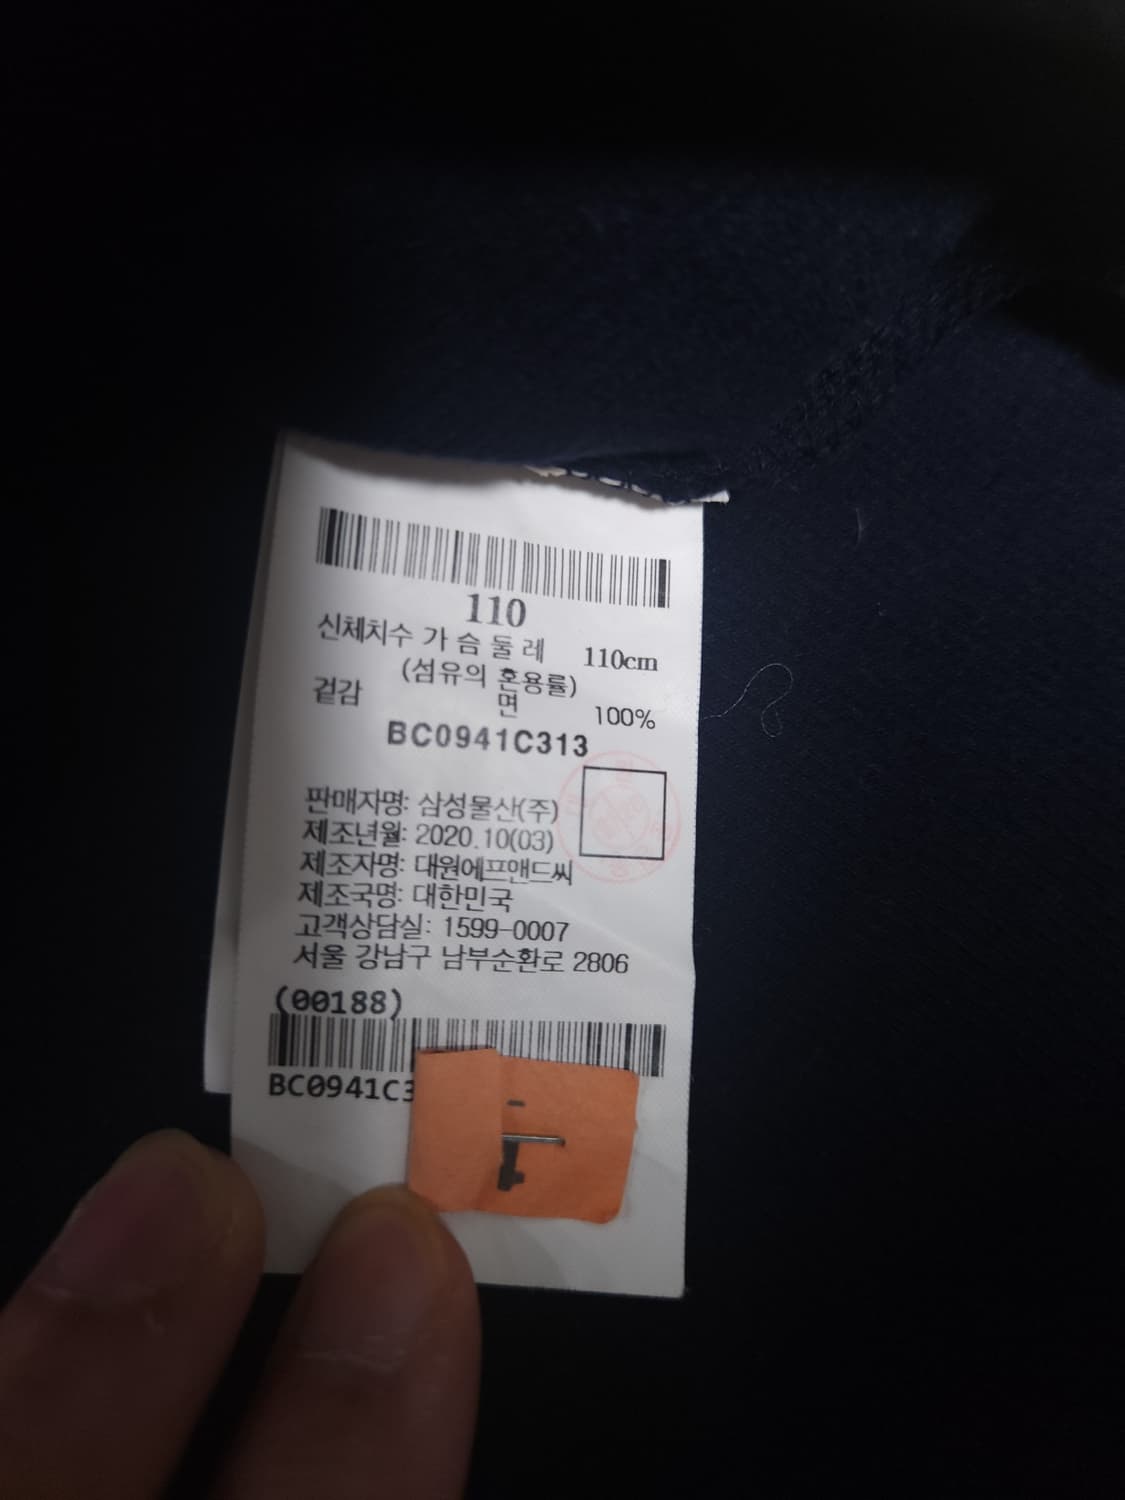 110
신체치수 가슴둘레 110cm
(섬유의 혼용률)
겉감 면 100%
BC0941C313
판매자명: 삼성물산(주)
제조년월: 2020.10(03)
제조자명: 대원에프앤드씨
제조국명: 대한민국
고객상담실: 1599-0007
서울 강남구 남부순환로 2806
(00188)
BC0941C3